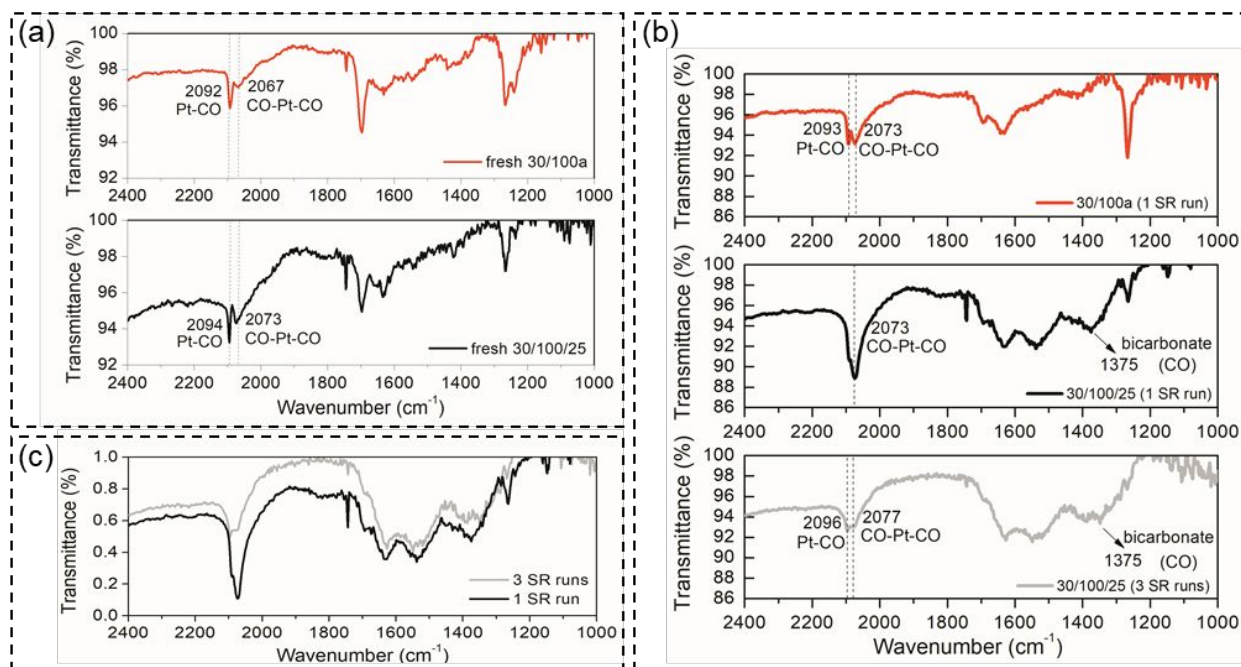 (a)
Transmittance (%)
100
98
96
94
92
2092
Pt-CO
2067
CO-Pt-CO
fresh 30/100a
2400 2200 2000 1800 1600 1400 1200 1000
Transmittance (%)
100
98
96
94
92
2094
Pt-CO
2073
CO-Pt-CO
fresh 30/100/25
2400 2200 2000 1800 1600 1400 1200 1000
Wavenumber (cm-1)
(c)
Transmittance (%)
1.0
0.8
0.6
0.4
0.2
0.0
3 SR runs
1 SR run
2400 2200 2000 1800 1600 1400 1200 1000
Wavenumber (cm-1)
(b)
Transmittance (%)
100
98
96
94
92
90
88
86
2093
Pt-CO
2073
CO-Pt-CO
30/100a (1 SR run)
2400 2200 2000 1800 1600 1400 1200 1000
Transmittance (%)
100
98
96
94
92
90
88
86
2073
CO-Pt-CO
bicarbonate
(CO)
1375
30/100/25 (1 SR run)
2400 2200 2000 1800 1600 1400 1200 1000
Transmittance (%)
100
98
96
94
92
90
88
86
2096
Pt-CO
2077
CO-Pt-CO
bicarbonate
(CO)
1375
30/100/25 (3 SR runs)
2400 2200 2000 1800 1600 1400 1200 1000
Wavenumber (cm-1)